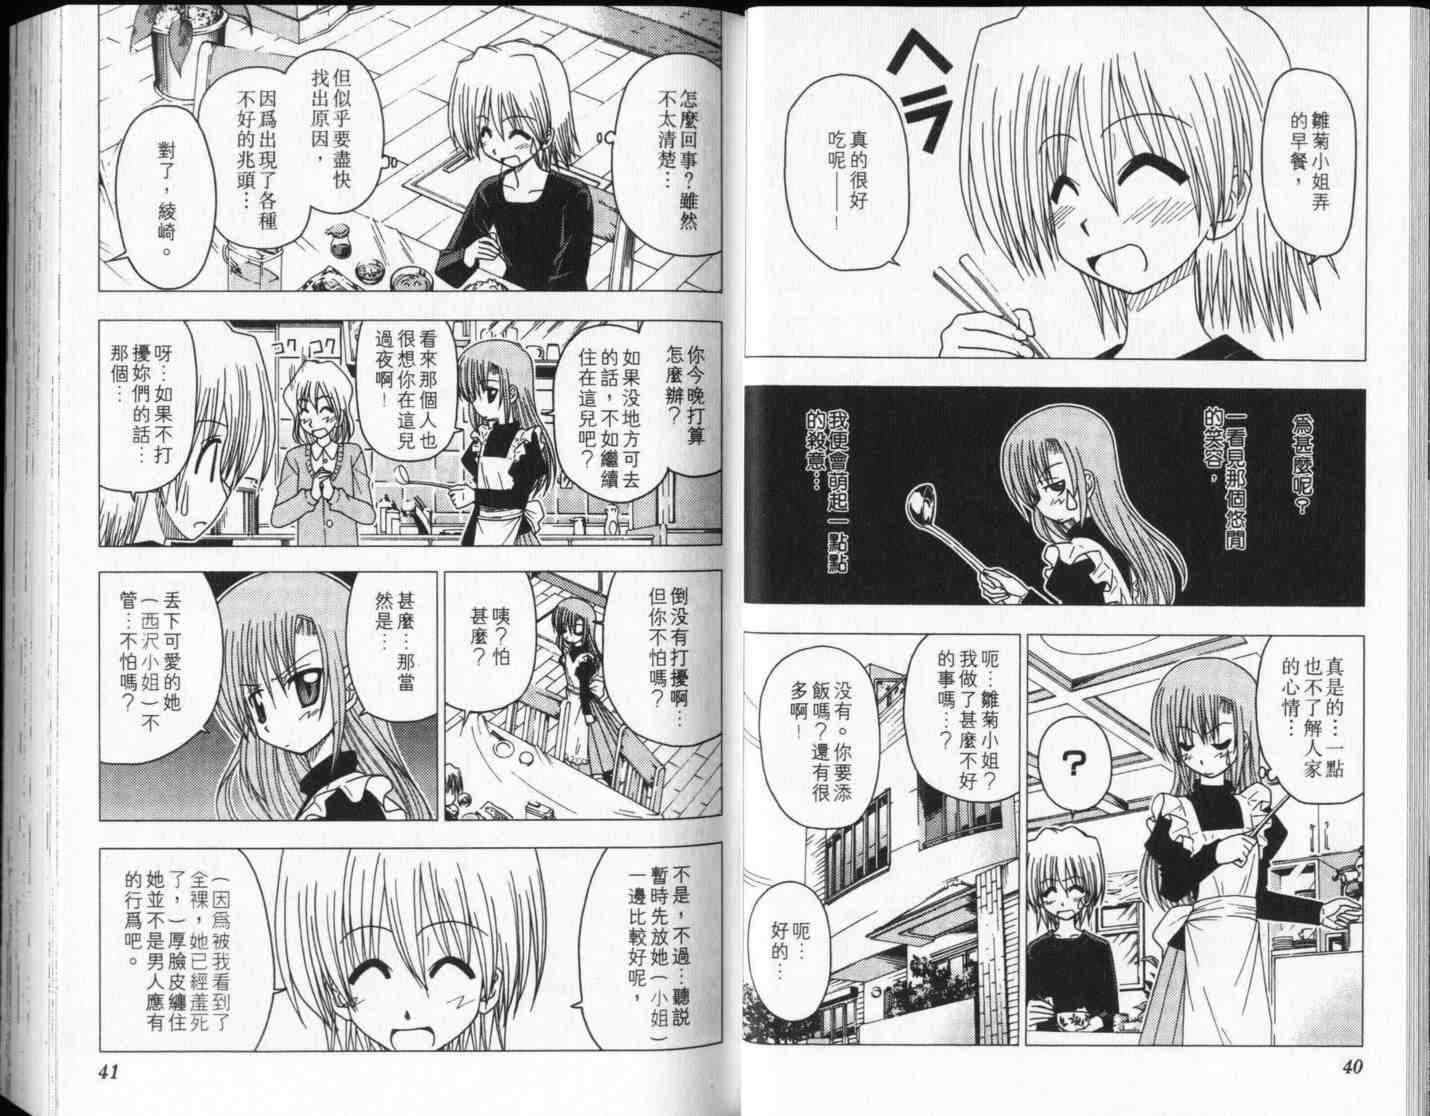 雛菊小姐弄
的早餐，
ヘラ
真的很好
吃呢——！
爲甚麼呢？
一看見那個悠閒
的笑容，
我便會萌起一點點
的殺意…
真是的…一點
也不了解人家
的心情…
？
呃…雛菊小姐？
我做了甚麼不好
的事嗎…？
没有。你要添
飯嗎？還有很
多啊！
呃…
好的…
40
怎麼回事？雖然
不太清楚…
但似乎要盡快
找出原因，
因爲出現了各種
不好的兆頭…
對了，綾崎。
你今晚打算
怎麼辦？
如果没地方可去
的話，不如繼續
住在這兒吧？
看來那個人也
很想你在這兒
過夜啊！
コクコク
呀…如果不打
擾妳們的話…
那個…
倒没有打擾啊…
但你不怕嗎？
咦？怕
甚麼？
甚麼…那當
然是…
丢下可愛的她
（西沢小姐）不
管…不怕嗎？
不是，不過…聽說
暫時先放她（小姐）
一邊比較好呢，
（因爲被我看到了
全裸，她已經羞死
了，）厚臉皮纏住
她並不是男人應有
的行爲吧。
41